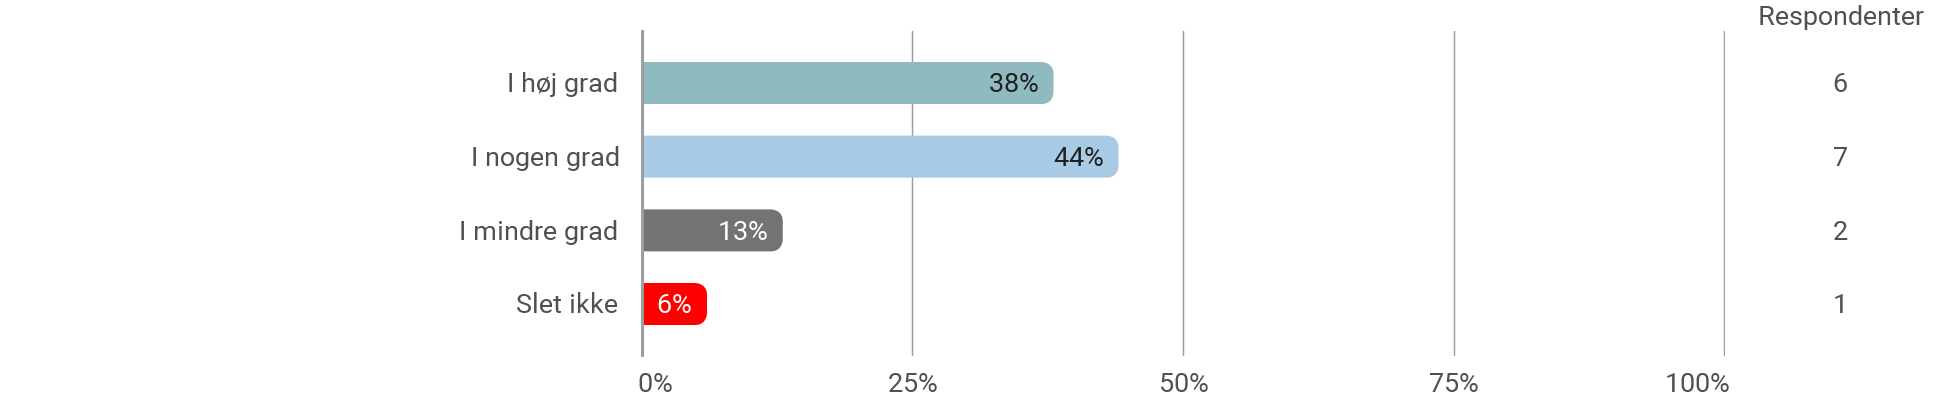 Respondenter
I høj grad 38% 6
I nogen grad 44% 7
I mindre grad 13% 2
Slet ikke 6% 1
0% 25% 50% 75% 100%